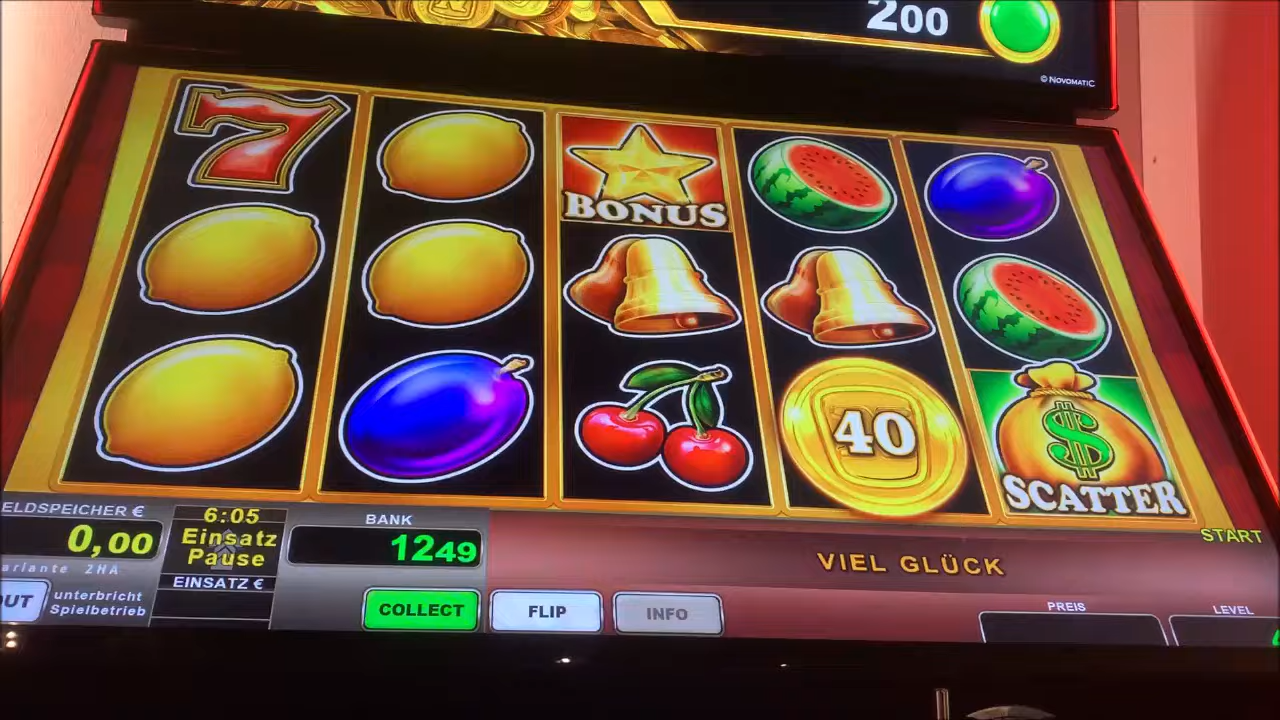 200
© NOVOMATIC
BONUS
40
$
SCATTER
ELDSPEICHER €
0,00
ariante 2HA
OUT
unterbricht
Spielbetrieb
6:05
Einsatz
Pause
EINSATZ €
BANK
1249
COLLECT
FLIP
INFO
VIEL GLÜCK
START
PREIS
LEVEL